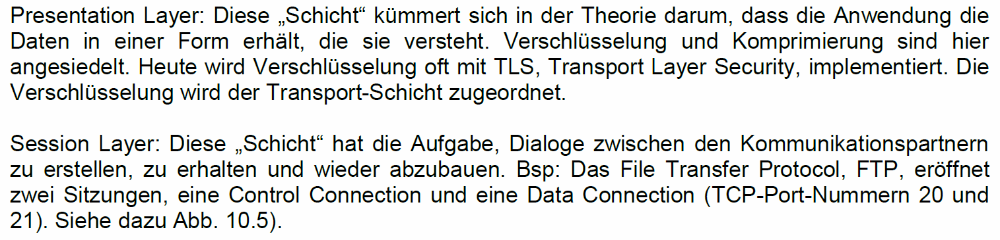 Presentation Layer: Diese „Schicht“ kümmert sich in der Theorie darum, dass die Anwendung die
Daten in einer Form erhält, die sie versteht. Verschlüsselung und Komprimierung sind hier
angesiedelt. Heute wird Verschlüsselung oft mit TLS, Transport Layer Security, implementiert. Die
Verschlüsselung wird der Transport-Schicht zugeordnet.
Session Layer: Diese „Schicht“ hat die Aufgabe, Dialoge zwischen den Kommunikationspartnern
zu erstellen, zu erhalten und wieder abzubauen. Bsp: Das File Transfer Protocol, FTP, eröffnet
zwei Sitzungen, eine Control Connection und eine Data Connection (TCP-Port-Nummern 20 und
21). Siehe dazu Abb. 10.5).